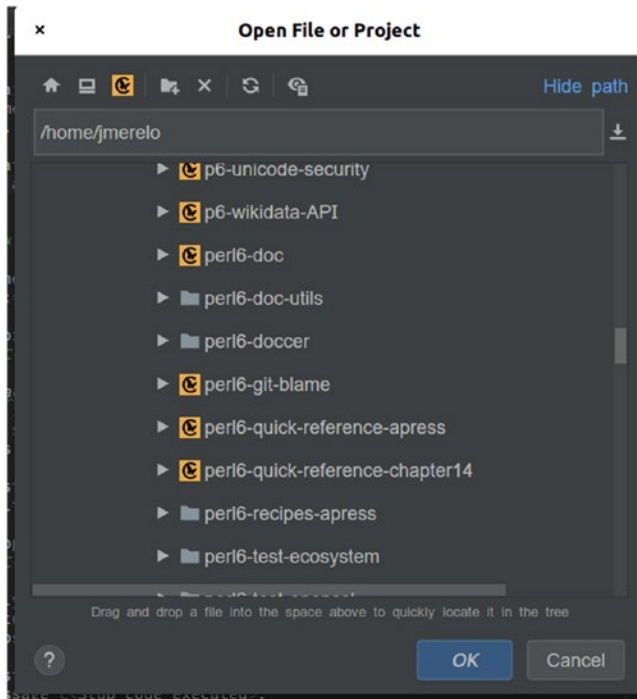 Open File or Project
Hide path
/home/jmerelo
p6-unicode-security
p6-wikidata-API
perl6-doc
perl6-doc-utils
perl6-doccer
perl6-git-blame
perl6-quick-reference-apress
perl6-quick-reference-chapter14
perl6-recipes-apress
perl6-test-ecosystem
Drag and drop a file into the space above to quickly locate it in the tree
? OK Cancel